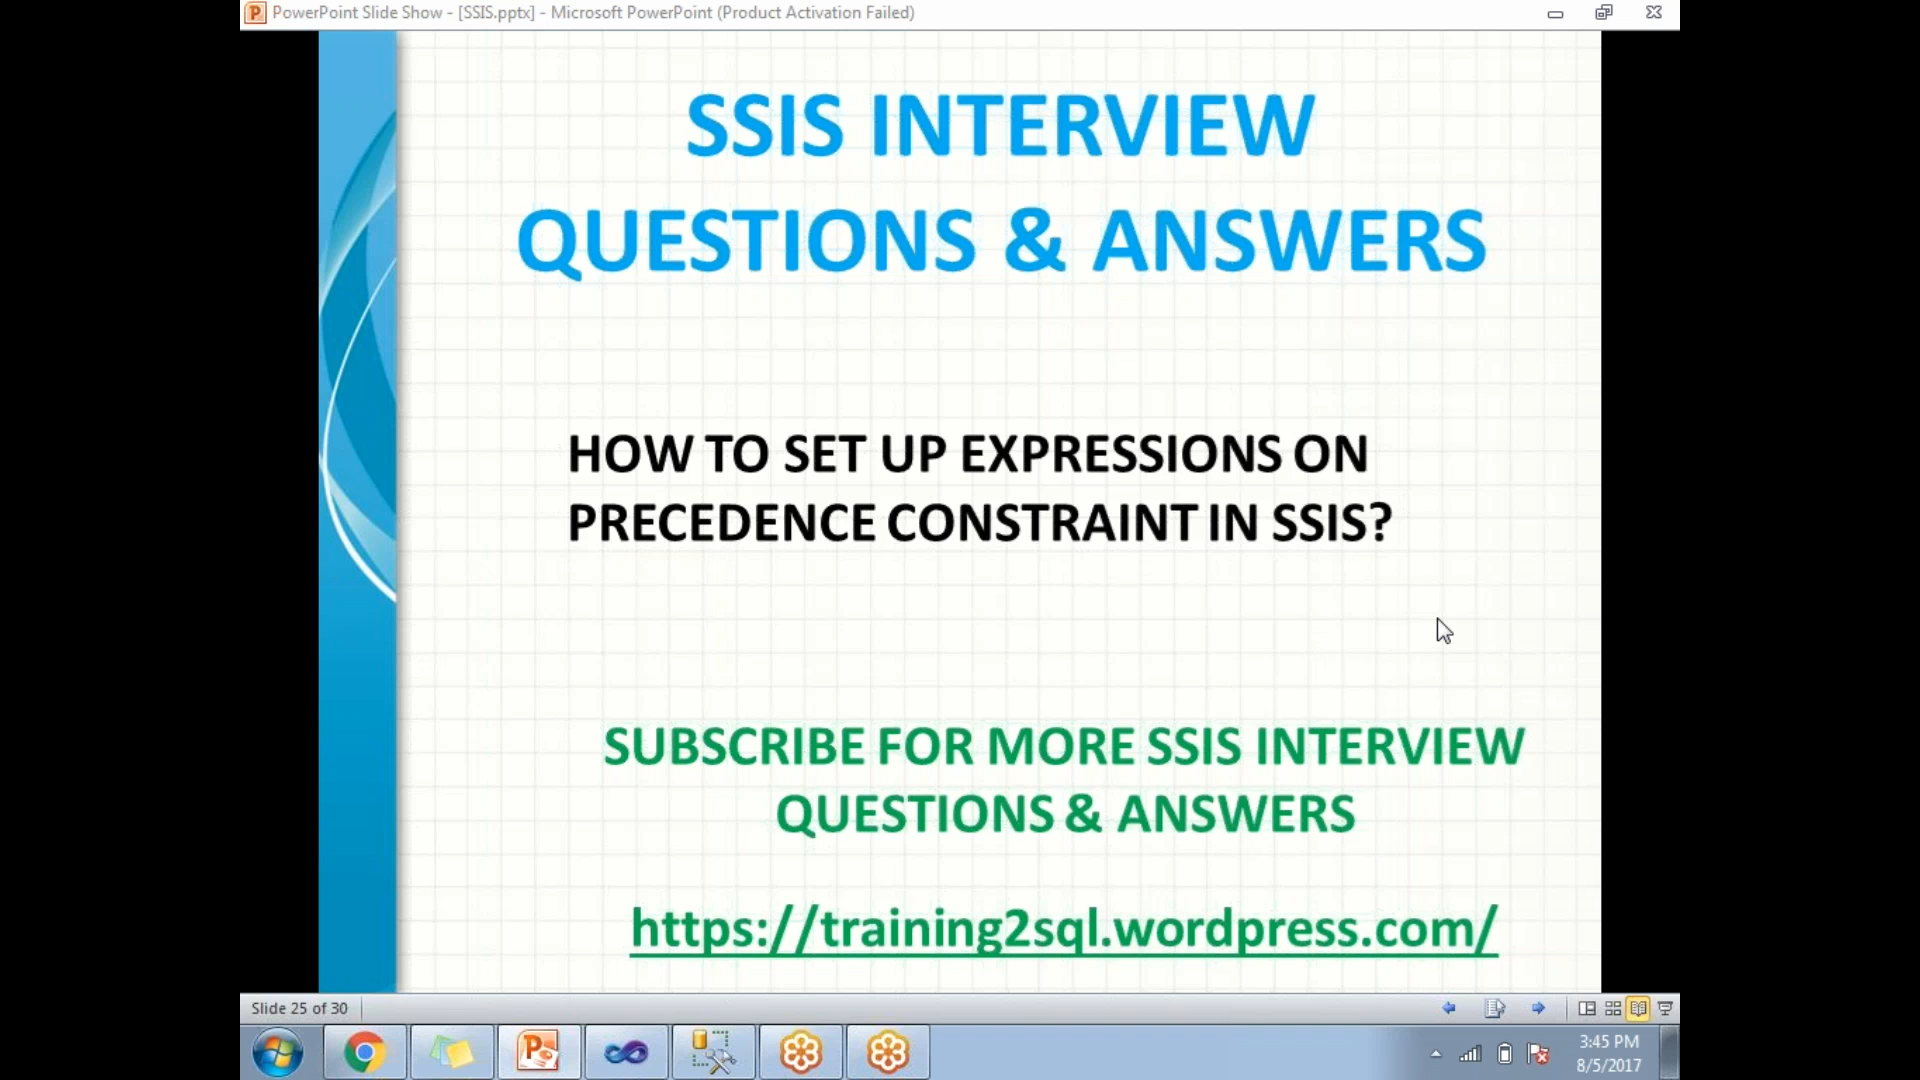 PowerPoint Slide Show - [SSIS.pptx] - Microsoft PowerPoint (Product Activation Failed)
SSIS INTERVIEW
QUESTIONS & ANSWERS
HOW TO SET UP EXPRESSIONS ON
PRECEDENCE CONSTRAINT IN SSIS?
SUBSCRIBE FOR MORE SSIS INTERVIEW
QUESTIONS & ANSWERS
https://training2sql.wordpress.com/
Slide 25 of 30
3:45 PM
8/5/2017